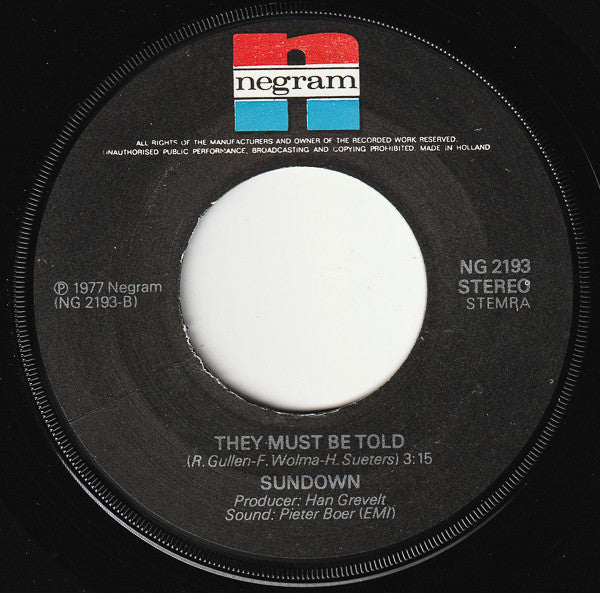 negram
ALL RIGHTS OF THE MANUFACTURERS AND OWNER OF THE RECORDED WORK RESERVED.
UNAUTHORISED PUBLIC PERFORMANCE, BROADCASTING AND COPYING PROHIBITED. MADE IN HOLLAND
℗ 1977 Negram
(NG 2193-B)
NG 2193
STEREO
STEMRA
THEY MUST BE TOLD
(R. Gullen-F. Wolma-H. Sueters) 3:15
SUNDOWN
Producer: Han Grevelt
Sound: Pieter Boer (EMI)